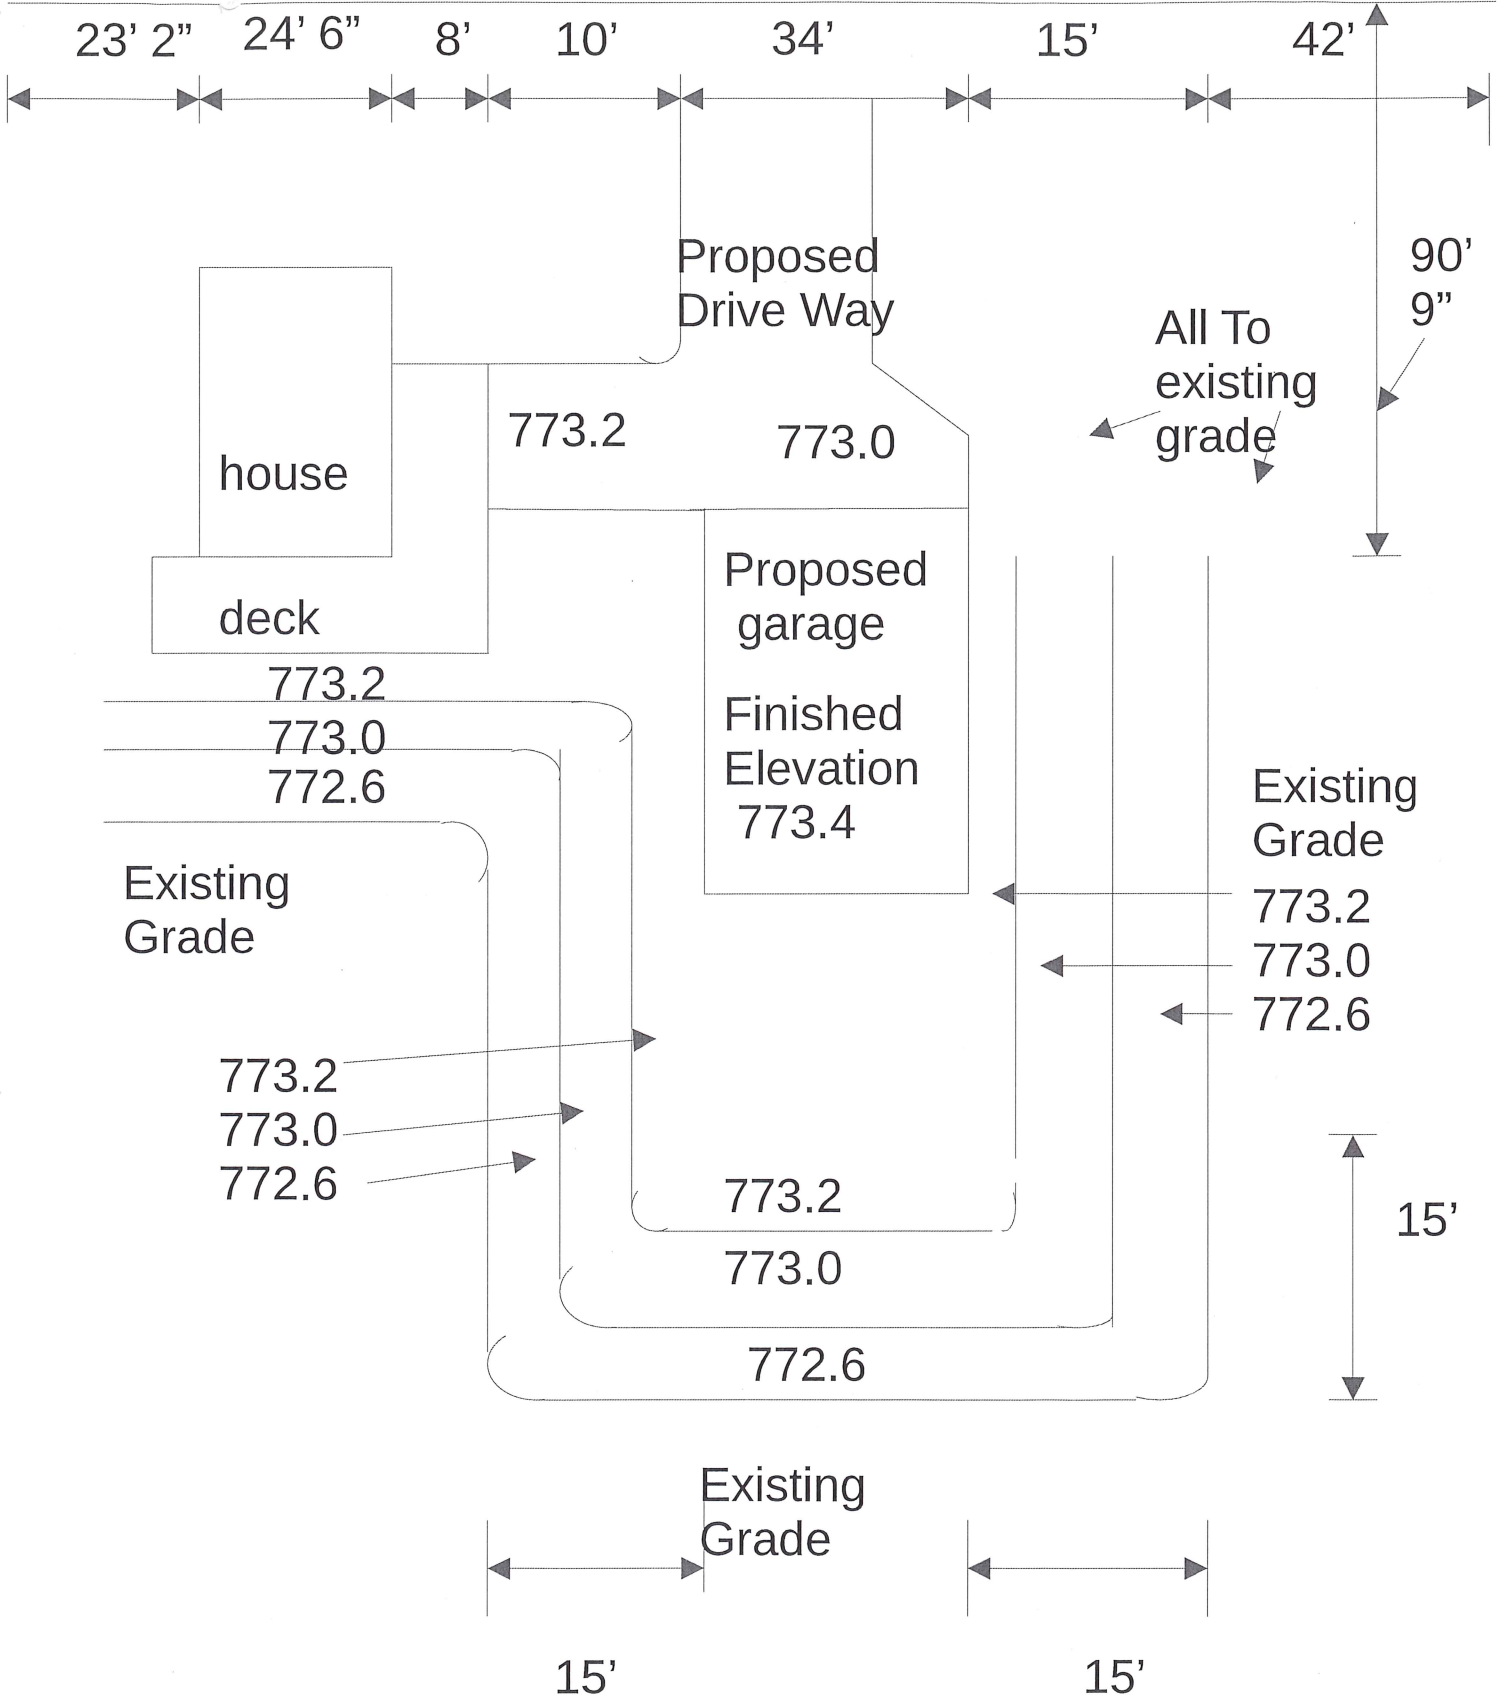 23’ 2”
24’ 6”
8’
10’
34’
15’
42’
Proposed
Drive Way
90’
9”
All To
existing
grade
773.2
773.0
house
deck
Proposed
garage
Finished
Elevation
773.4
773.2
773.0
772.6
Existing
Grade
Existing
Grade
773.2
773.0
772.6
773.2
773.0
772.6
773.2
773.0
772.6
15’
Existing
Grade
15’
15’